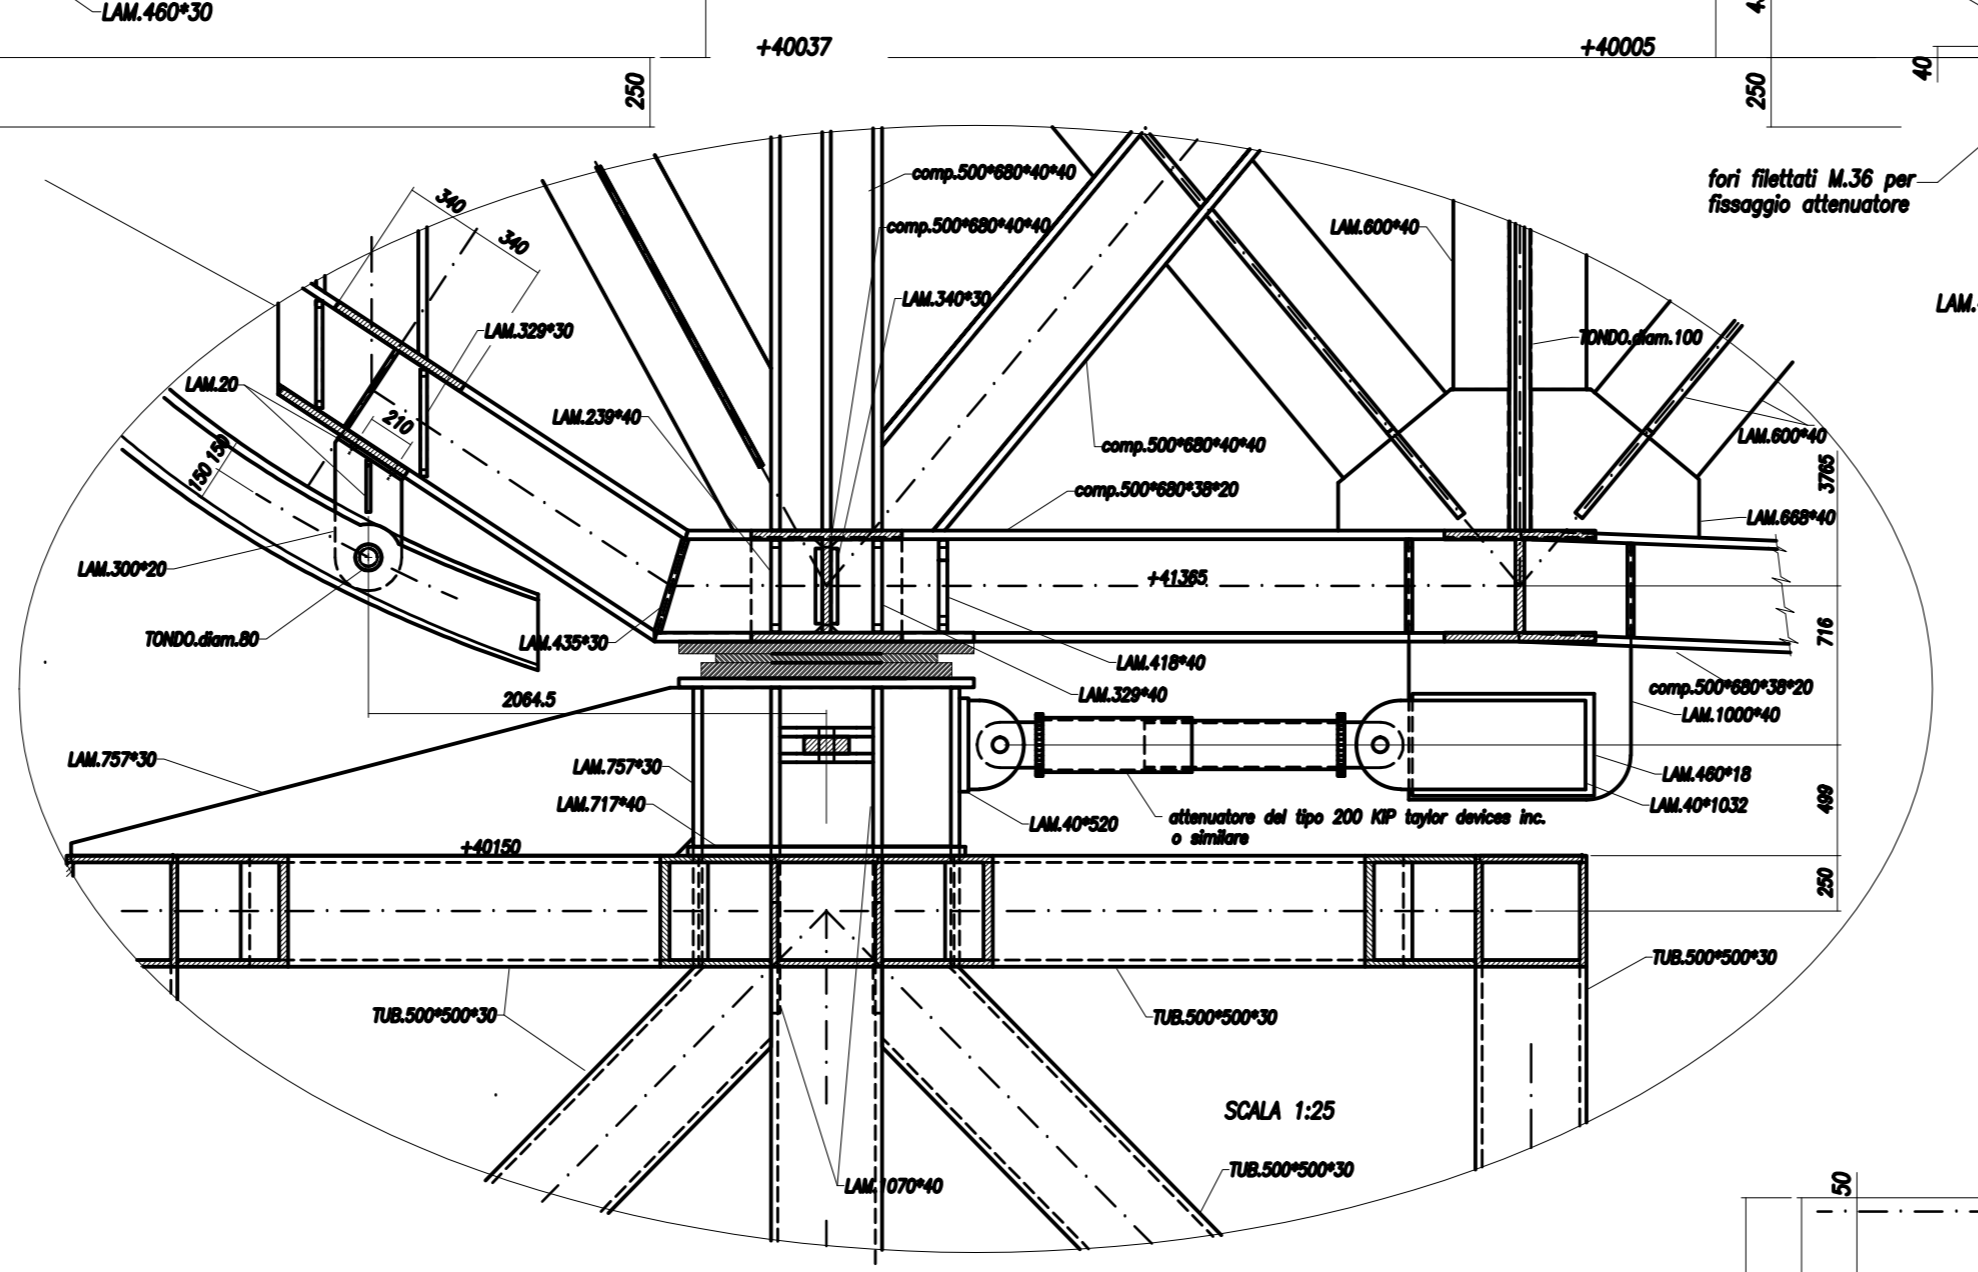 LAM.460*30
+40037
+40005
4
250
250
40
fori filettati M.36 per
fissaggio attenuatore
LAM.
340
340
comp.500*680*40*40
comp.500*680*40*40
LAM.600*40
LAM.340*30
LAM.329*30
TONDO.diam.100
LAM.20
210
LAM.239*40
LAM.600*40
150 150
comp.500*680*40*40
3765
comp.500*680*38*20
LAM.668*40
LAM.300*20
+41365
TONDO.diam.80
LAM.435*30
716
LAM.418*40
LAM.329*40
comp.500*680*38*20
LAM.1000*40
2064.5
LAM.757*30
LAM.757*30
LAM.460*18
LAM.717*40
LAM.40*1032
499
LAM.40*520
attenuatore del tipo 200 KIP taylor devices inc.
o similare
+40150
250
TUB.500*500*30
TUB.500*500*30
TUB.500*500*30
SCALA 1:25
TUB.500*500*30
LAM.1070*40
50